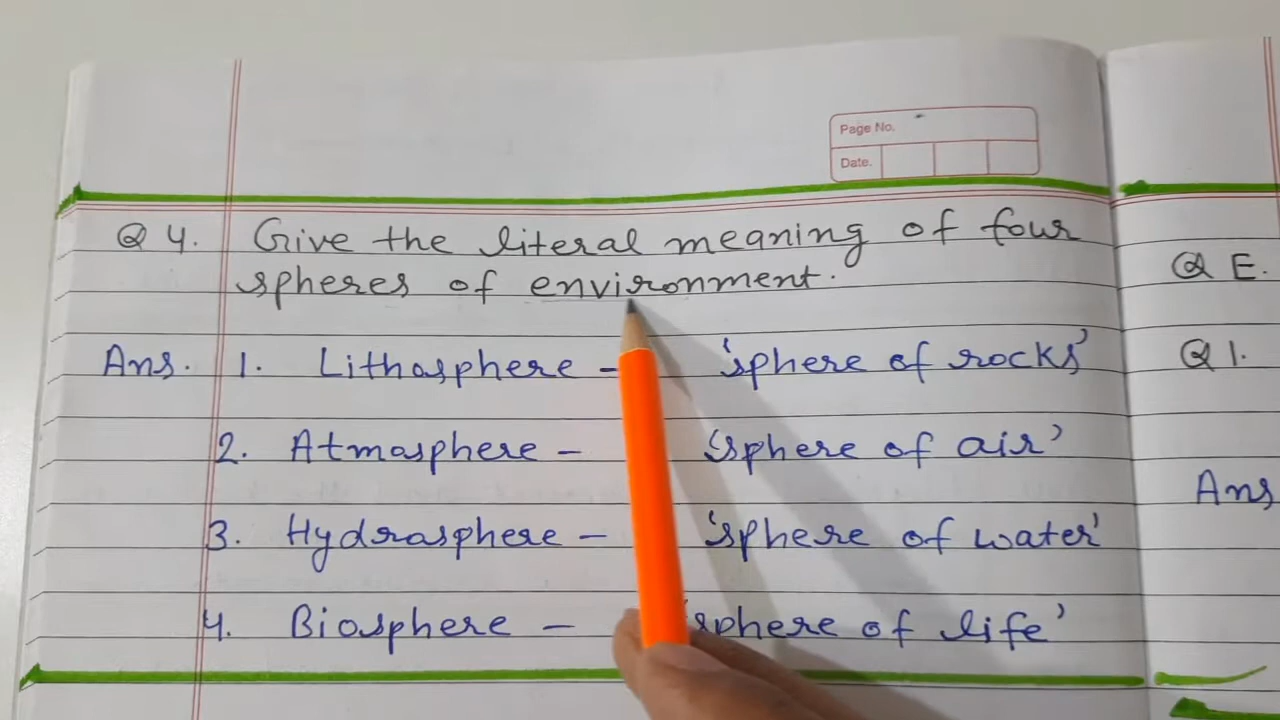 Page No.
Date.
Q 4. Give the literal meaning of four
spheres of environment.
Ans. 1. Lithosphere - 'sphere of rocks'
2. Atmosphere - 'sphere of air'
3. Hydrasphere - 'sphere of water'
4. Biosphere - 'sphere of life'
Q E.
Q 1.
Ans